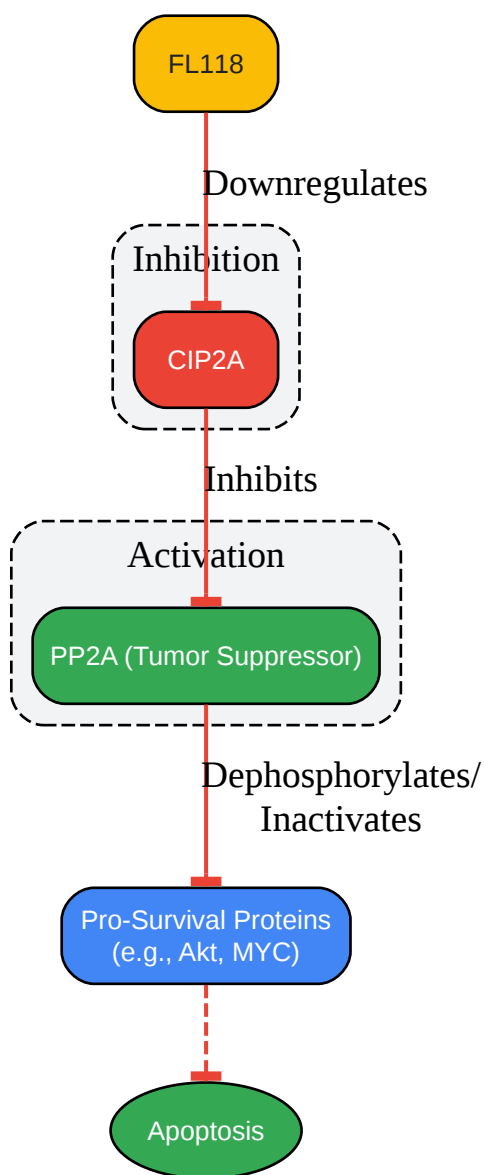 FL118
Downregulates
Inhibition
CIP2A
Inhibits
Activation
PP2A (Tumor Suppressor)
Dephosphorylates/
Inactivates
Pro-Survival Proteins
(e.g., Akt, MYC)
Apoptosis